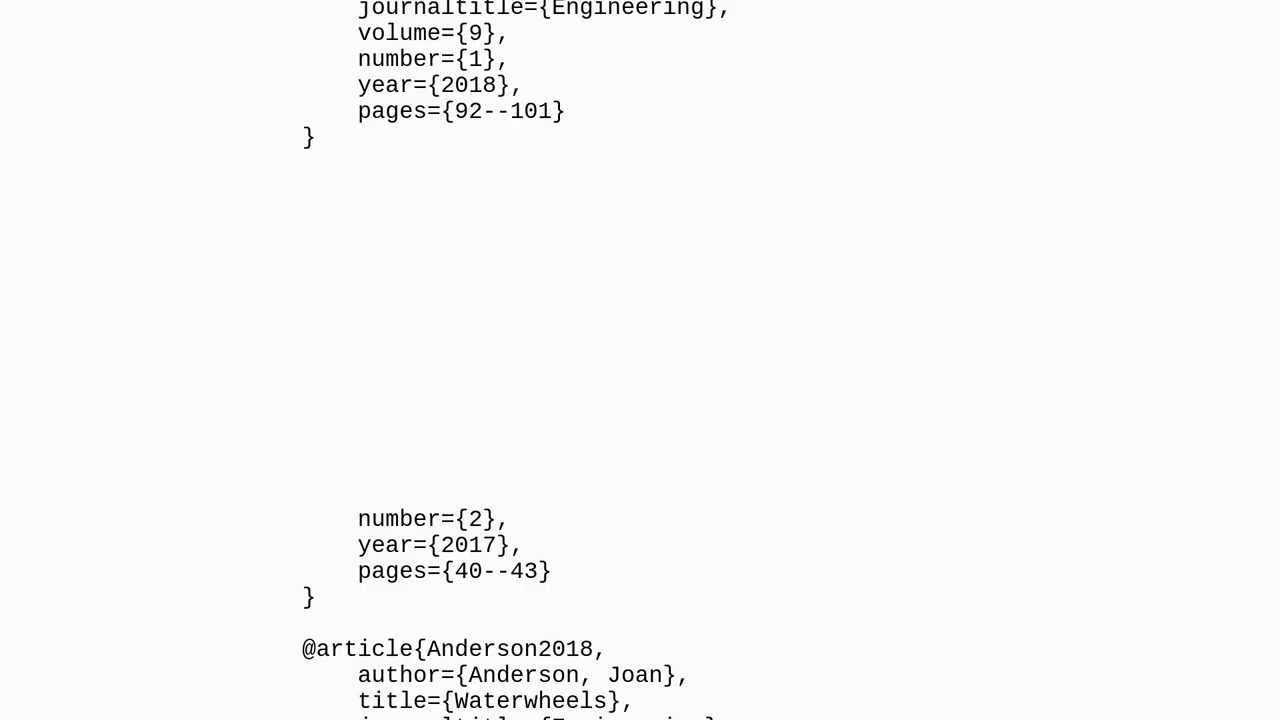 journaltitle={Engineering},
volume={9},
number={1},
year={2018},
pages={92--101}
}
number={2},
year={2017},
pages={40--43}
}
@article{Anderson2018,
author={Anderson, Joan},
title={Waterwheels},